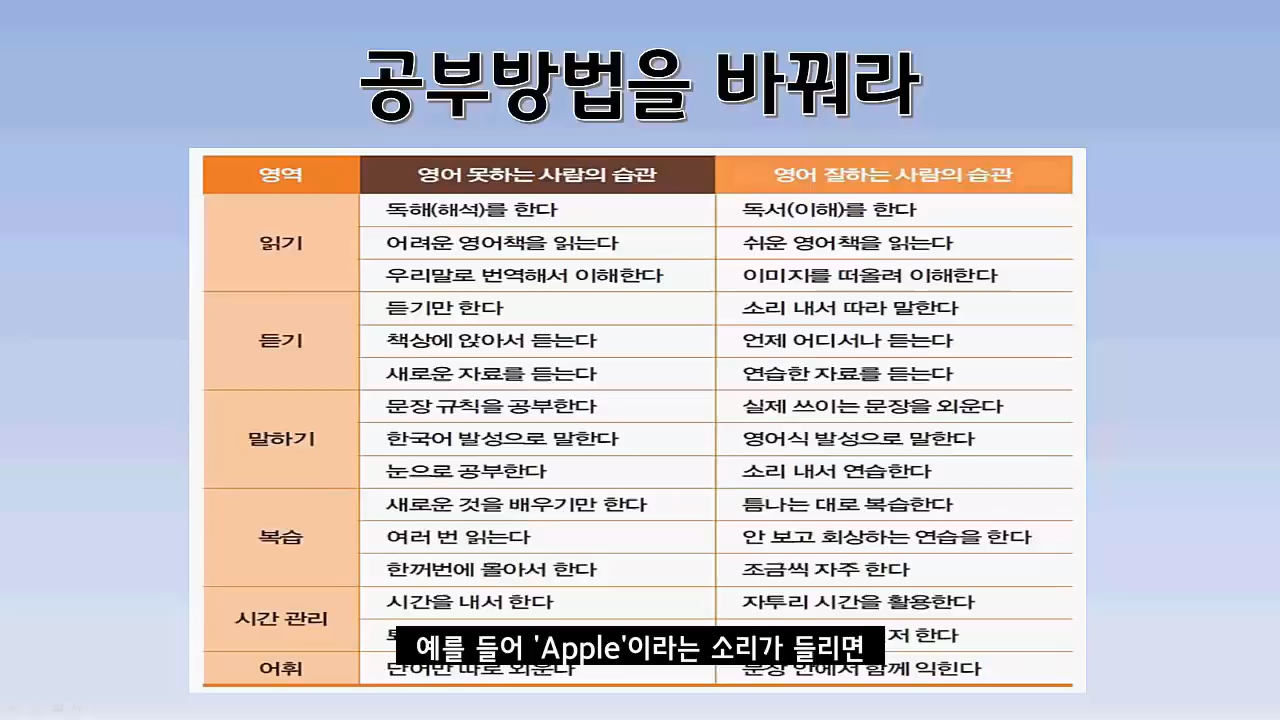 공부방법을 바꿔라
영역 영어 못하는 사람의 습관 영어 잘하는 사람의 습관
읽기
독해(해석)를 한다 독서(이해)를 한다
어려운 영어책을 읽는다 쉬운 영어책을 읽는다
우리말로 번역해서 이해한다 이미지를 떠올려 이해한다
듣기
듣기만 한다 소리 내서 따라 말한다
책상에 앉아서 듣는다 언제 어디서나 듣는다
새로운 자료를 듣는다 연습한 자료를 듣는다
말하기
문장 규칙을 공부한다 실제 쓰이는 문장을 외운다
한국어 발성으로 말한다 영어식 발성으로 말한다
눈으로 공부한다 소리 내서 연습한다
복습
새로운 것을 배우기만 한다 틈나는 대로 복습한다
여러 번 읽는다 안 보고 회상하는 연습을 한다
한꺼번에 몰아서 한다 조금씩 자주 한다
시간 관리
시간을 내서 한다 자투리 시간을 활용한다
한다
어휘 단어만 따로 외운다 문장 안에서 함께 익힌다
예를 들어 'Apple'이라는 소리가 들리면